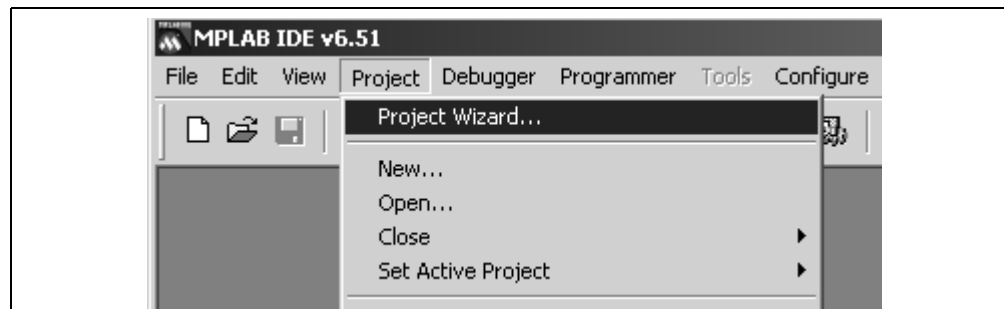 MPLAB IDE v6.51
File Edit View Project Debugger Programmer Tools Configure
Project Wizard...
New...
Open...
Close
Set Active Project